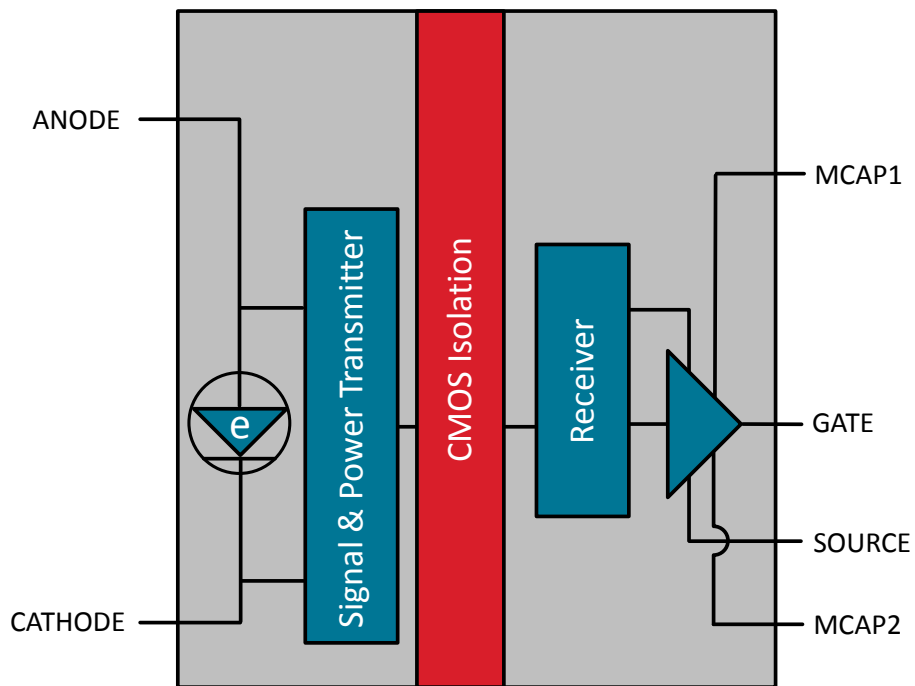 ANODE
CATHODE
e
Signal & Power Transmitter
CMOS Isolation
Receiver
MCAP1
GATE
SOURCE
MCAP2